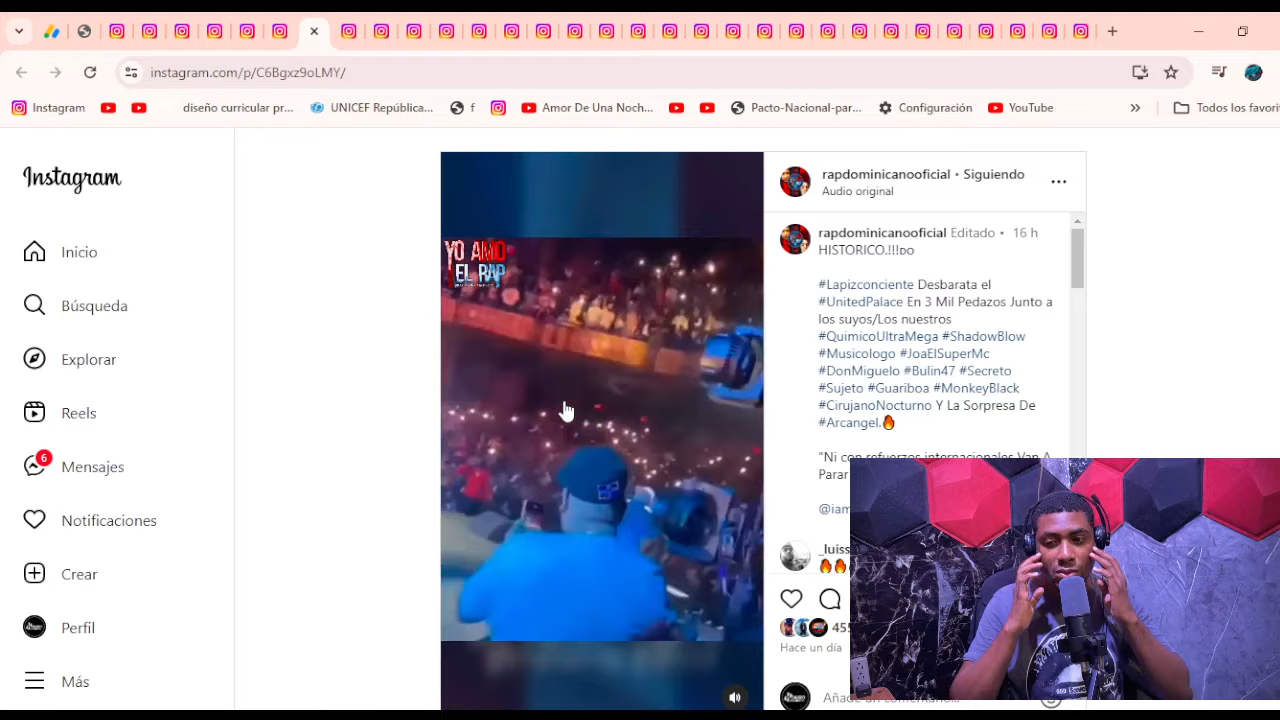 instagram.com/p/C6Bgxz9oLMY/
Instagram
diseño curricular pr...
UNICEF República...
f
Amor De Una Noch...
Pacto-Nacional-par...
Configuración
YouTube
Todos los favorit
Instagram
Inicio
Búsqueda
Explorar
Reels
6
Mensajes
Notificaciones
Crear
Perfil
Más
YO AMO
EL RAP
rapdominicanooficial • Siguiendo
Audio original
rapdominicanooficial Editado • 16 h
HISTORICO.!!!DO
#Lapizconciente Desbarata el
#UnitedPalace En 3 Mil Pedazos Junto a
los suyos/Los nuestros
#QuimicoUltraMega #ShadowBlow
#Musicologo #JoaElSuperMc
#DonMiguelo #Bulin47 #Secreto
#Sujeto #Guariboa #MonkeyBlack
#CirujanoNocturno Y La Sorpresa De
#Arcangel.🔥
"Ni con refuerzos internacionales Van A
Parar
@iam
_luiss
🔥🔥
455
Hace un día
Añade un comentario...